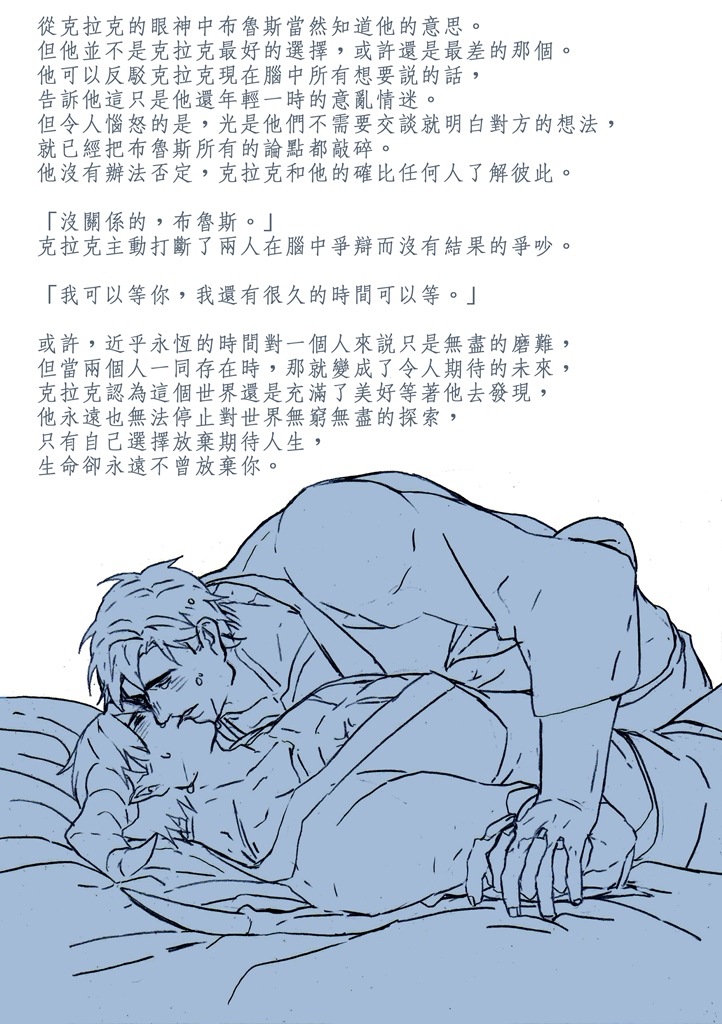 從克拉克的眼神中布魯斯當然知道他的意思。
但他並不是克拉克最好的選擇，或許還是最差的那個。
他可以反駁克拉克現在腦中所有想要説的話，
告訴他這只是他還年輕一時的意亂情迷。
但令人惱怒的是，光是他們不需要交談就明白對方的想法，
就已經把布魯斯所有的論點都敲碎。
他沒有辦法否定，克拉克和他的確比任何人了解彼此。
「沒關係的，布魯斯。」
克拉克主動打斷了兩人在腦中爭辯而沒有結果的爭吵。
「我可以等你，我還有很久的時間可以等。」
或許，近乎永恆的時間對一個人來説只是無盡的磨難，
但當兩個人一同存在時，那就變成了令人期待的未來，
克拉克認為這個世界還是充滿了美好等著他去發現，
他永遠也無法停止對世界無窮無盡的探索，
只有自己選擇放棄期待人生，
生命卻永遠不曾放棄你。